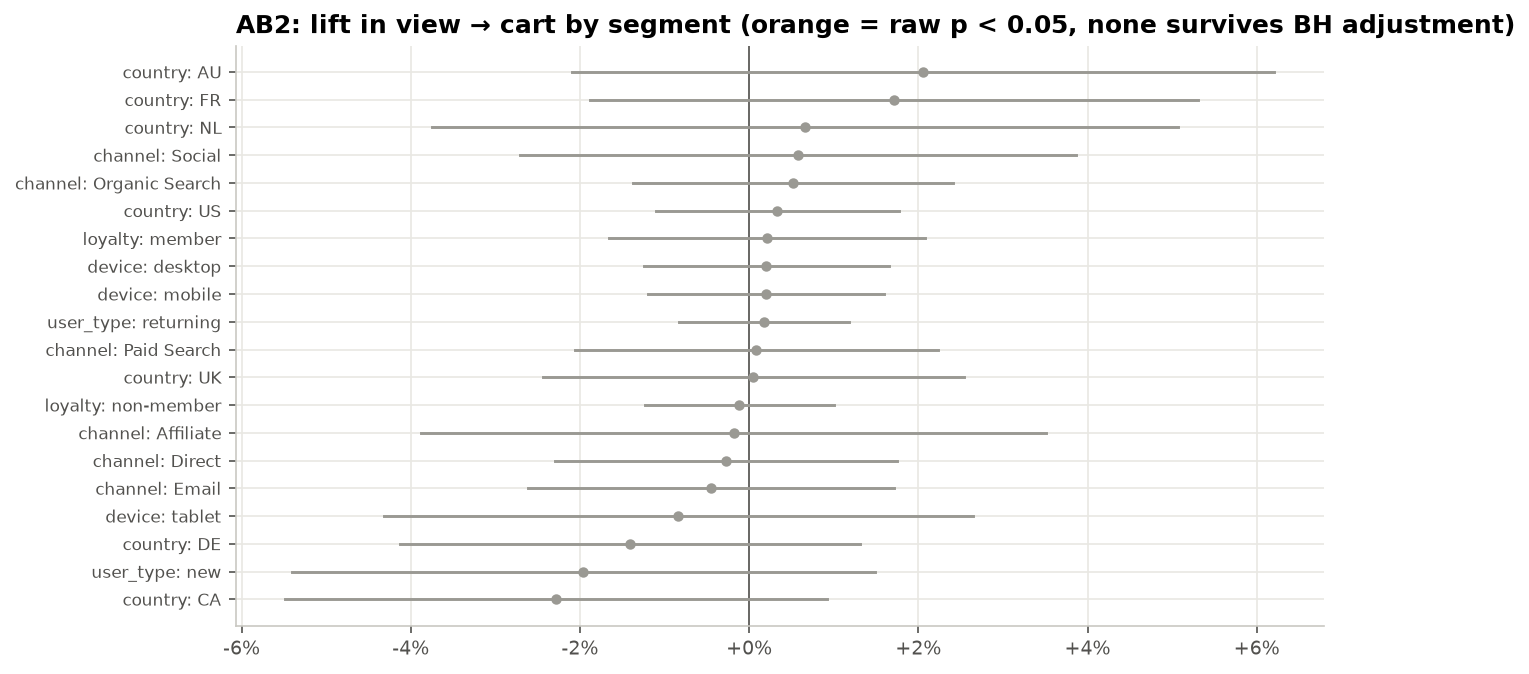 AB2: lift in view → cart by segment (orange = raw p < 0.05, none survives BH adjustment)
country: AU
country: FR
country: NL
channel: Social
channel: Organic Search
country: US
loyalty: member
device: desktop
device: mobile
user_type: returning
channel: Paid Search
country: UK
loyalty: non-member
channel: Affiliate
channel: Direct
channel: Email
device: tablet
country: DE
user_type: new
country: CA
-6% -4% -2% +0% +2% +4% +6%